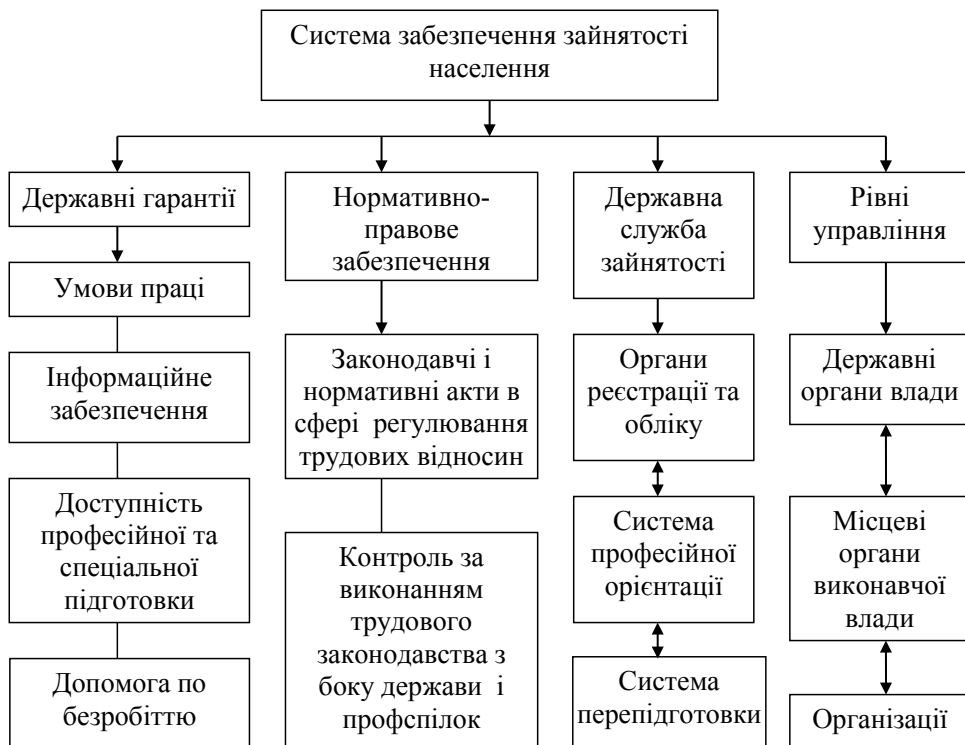 Система забезпечення зайнятості
населення
Державні гарантії
Умови праці
Інформаційне
забезпечення
Доступність
професійної та
спеціальної
підготовки
Допомога по
безробіттю
Нормативно-
правове
забезпечення
Законодавчі і
нормативні акти в
сфері регулювання
трудових відносин
Контроль за
виконанням
трудового
законодавства з
боку держави і
профспілок
Державна
служба
зайнятості
Органи
реєстрації та
обліку
Система
професійної
орієнтації
Система
перепідготовки
Рівні
управління
Державні
органи влади
Місцеві
органи
виконавчої
влади
Організації